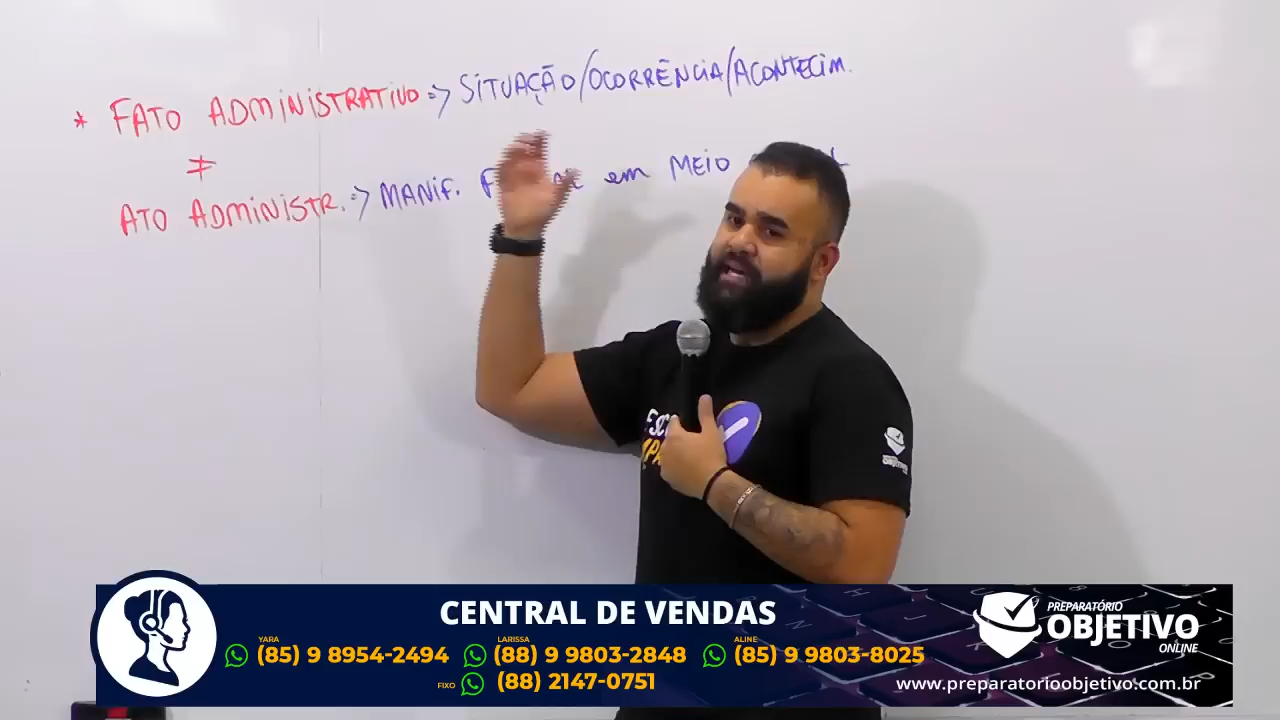 * FATO ADMINISTRATIVO => SITUAÇÃO/OCORRÊNCIA/ACONTECIM.
≠
ATO ADMINISTR. => MANIF. em MEIO
CENTRAL DE VENDAS
YARA
(85) 9 8954-2494
LARISSA
(88) 9 9803-2848
ALINE
(85) 9 9803-8025
FIXO
(88) 2147-0751
PREPARATÓRIO
OBJETIVO
ONLINE
www.preparatorioobjetivo.com.br